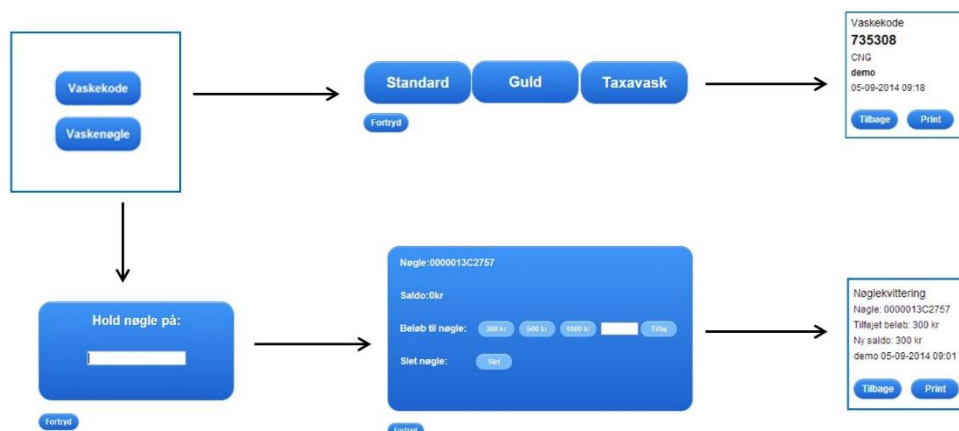 Vaskekode
Vaskenøgle
Standard
Guld
Taxavask
Fortryd
Vaskekode
735308
CNG
demo
05-09-2014 09:18
Tilbage
Print
Hold nøgle på:
Fortryd
Nøgle:0000013C2757
Saldo:0kr
Beløb til nøgle: 300 kr 500 kr 1000 kr Tilføj
Slet nøgle: Slet
Fortryd
Nøglekvittering
Nøgle: 0000013C2757
Tilføjet beløb: 300 kr
Ny saldo: 300 kr
demo 05-09-2014 09:01
Tilbage
Print